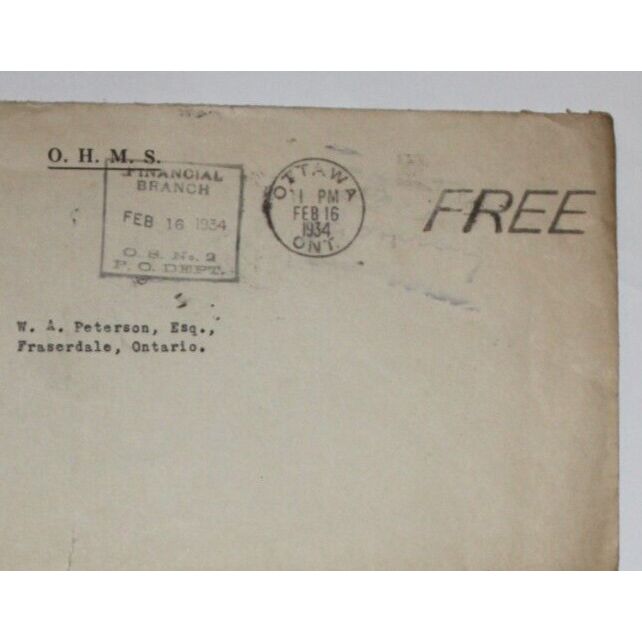 O. H. M. S.
FINANCIAL
BRANCH
FEB 16 1934
O. S. No. 2
P. O. DEPT.
OTTAWA
1 PM
FEB 16
1934
ONT.
FREE
W. A. Peterson, Esq.,
Fraserdale, Ontario.